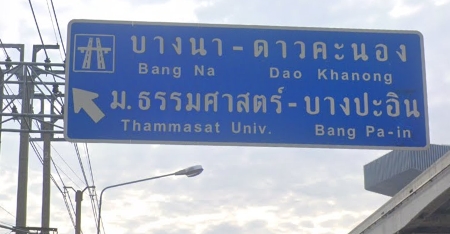 บางนา - ดาวคะนอง
Bang Na Dao Khanong
ม.ธรรมศาสตร์ - บางปะอิน
Thammasat Univ. Bang Pa-in